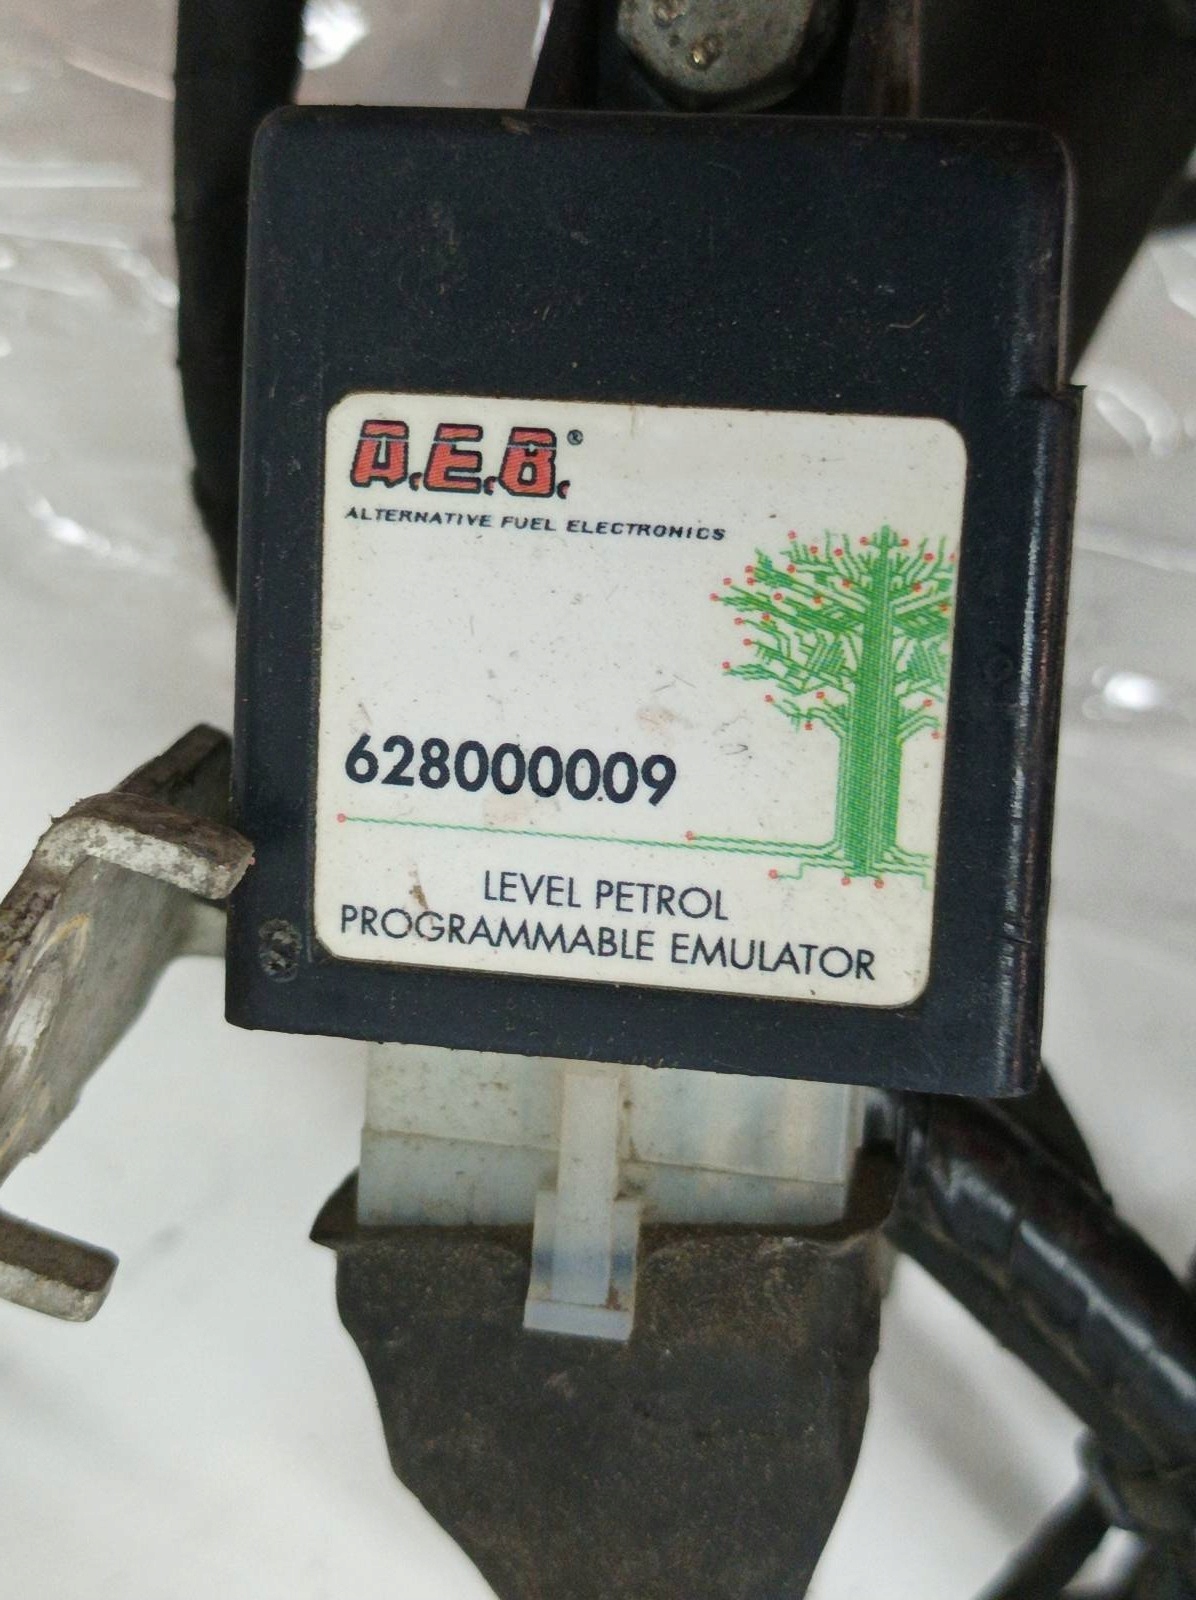 A.E.B.®
ALTERNATIVE FUEL ELECTRONICS
628000009
LEVEL PETROL
PROGRAMMABLE EMULATOR